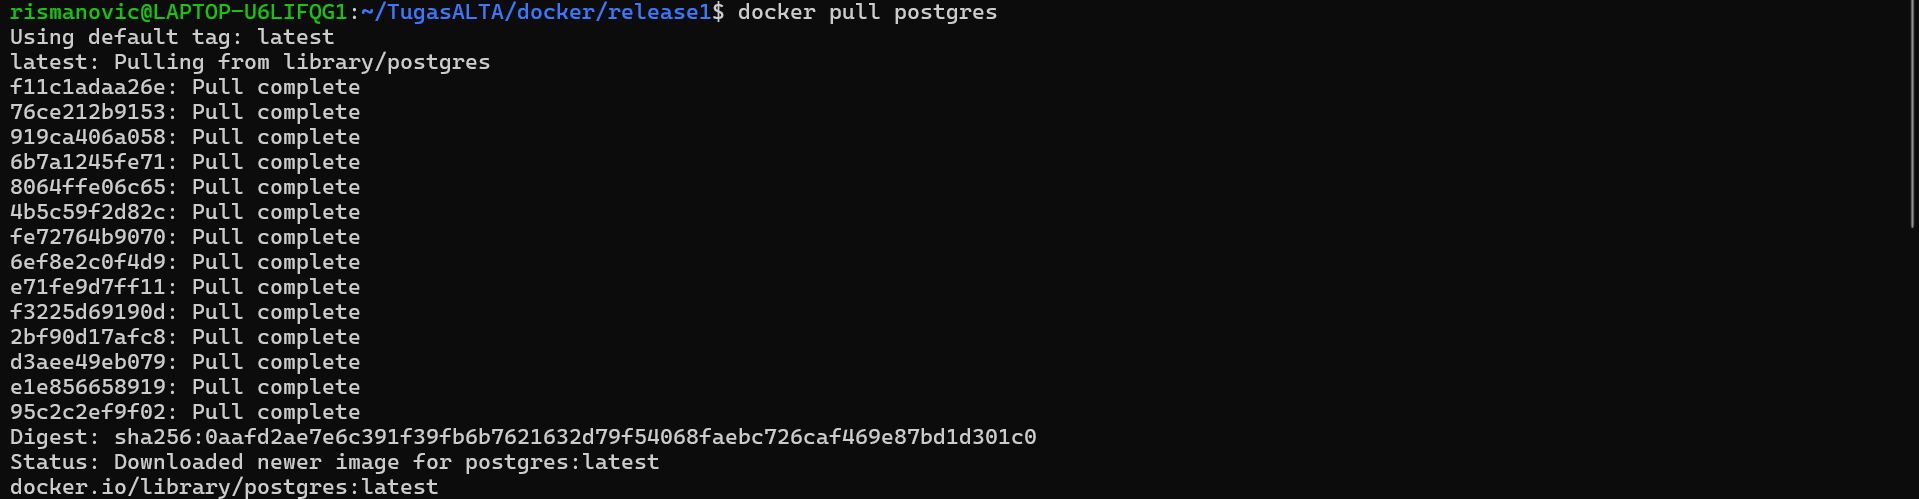 rismanovic@LAPTOP-U6LIFQG1:~/TugasALTA/docker/release1$ docker pull postgres
Using default tag: latest
latest: Pulling from library/postgres
f11c1adaa26e: Pull complete
76ce212b9153: Pull complete
919ca406a058: Pull complete
6b7a1245fe71: Pull complete
8064ffe06c65: Pull complete
4b5c59f2d82c: Pull complete
fe72764b9070: Pull complete
6ef8e2c0f4d9: Pull complete
e71fe9d7ff11: Pull complete
f3225d69190d: Pull complete
2bf90d17afc8: Pull complete
d3aee49eb079: Pull complete
e1e856658919: Pull complete
95c2c2ef9f02: Pull complete
Digest: sha256:0aafd2ae7e6c391f39fb6b7621632d79f54068faebc726caf469e87bd1d301c0
Status: Downloaded newer image for postgres:latest
docker.io/library/postgres:latest